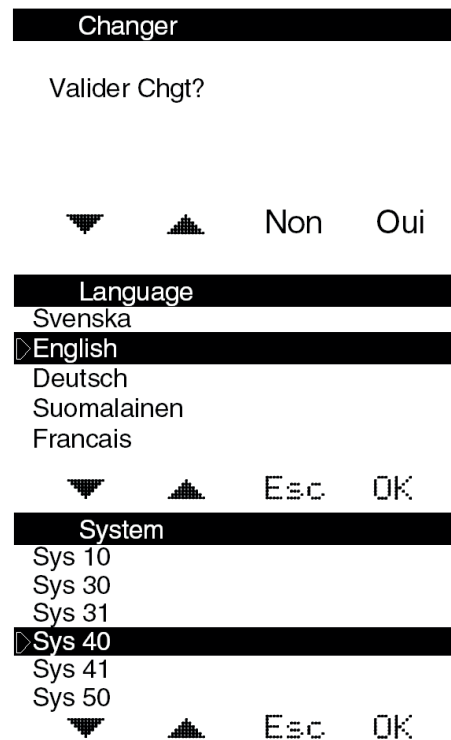 Changer
Valider Chgt?
Non Oui
Language
Svenska
English
Deutsch
Suomalainen
Francais
Esc OK
System
Sys 10
Sys 30
Sys 31
Sys 40
Sys 41
Sys 50
Esc OK